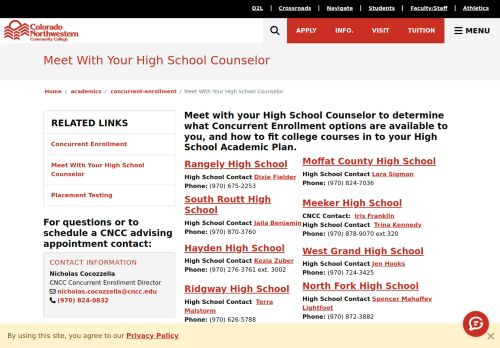 D2L | Crossroads | Navigate | Students | Faculty/Staff | Athletics
Colorado
Northwestern
Community College
APPLY INFO. VISIT TUITION MENU
Meet With Your High School Counselor
Home / academics / concurrent-enrollment / Meet With Your High School Counselor
RELATED LINKS
Concurrent Enrollment
Meet With Your High School
Counselor
Placement Testing
For questions or to
schedule a CNCC advising
appointment contact:
CONTACT INFORMATION
Nicholas Cocozzella
CNCC Concurrent Enrollment Director
nicholas.cocozzella@cncc.edu
(970) 824-0832
Meet with your High School Counselor to determine
what Concurrent Enrollment options are available to
you, and how to fit college courses in to your High
School Academic Plan.
Rangely High School
High School Contact Dixie Fielder
Phone: (970) 675-2253
South Routt High
School
High School Contact Jaila Benjamin
Phone: (970) 870-3760
Hayden High School
High School Contact Kezia Zuber
Phone: (970) 276-3761 ext. 3002
Ridgway High School
High School Contact Terra
Malstorm
Phone: (970) 626-5788
Moffat County High School
High School Contact Lara Sigmon
Phone: (970) 824-7036
Meeker High School
CNCC Contact: Iris Franklin
High School Contact Trina Kennedy
Phone: (970) 878-9070 ext.320
West Grand High School
High School Contact Jen Hooks
Phone: (970) 724-3425
North Fork High School
High School Contact Spencer Mahaffey
Lightfoot
Phone: (970) 872-3882
By using this site, you agree to our Privacy Policy
×